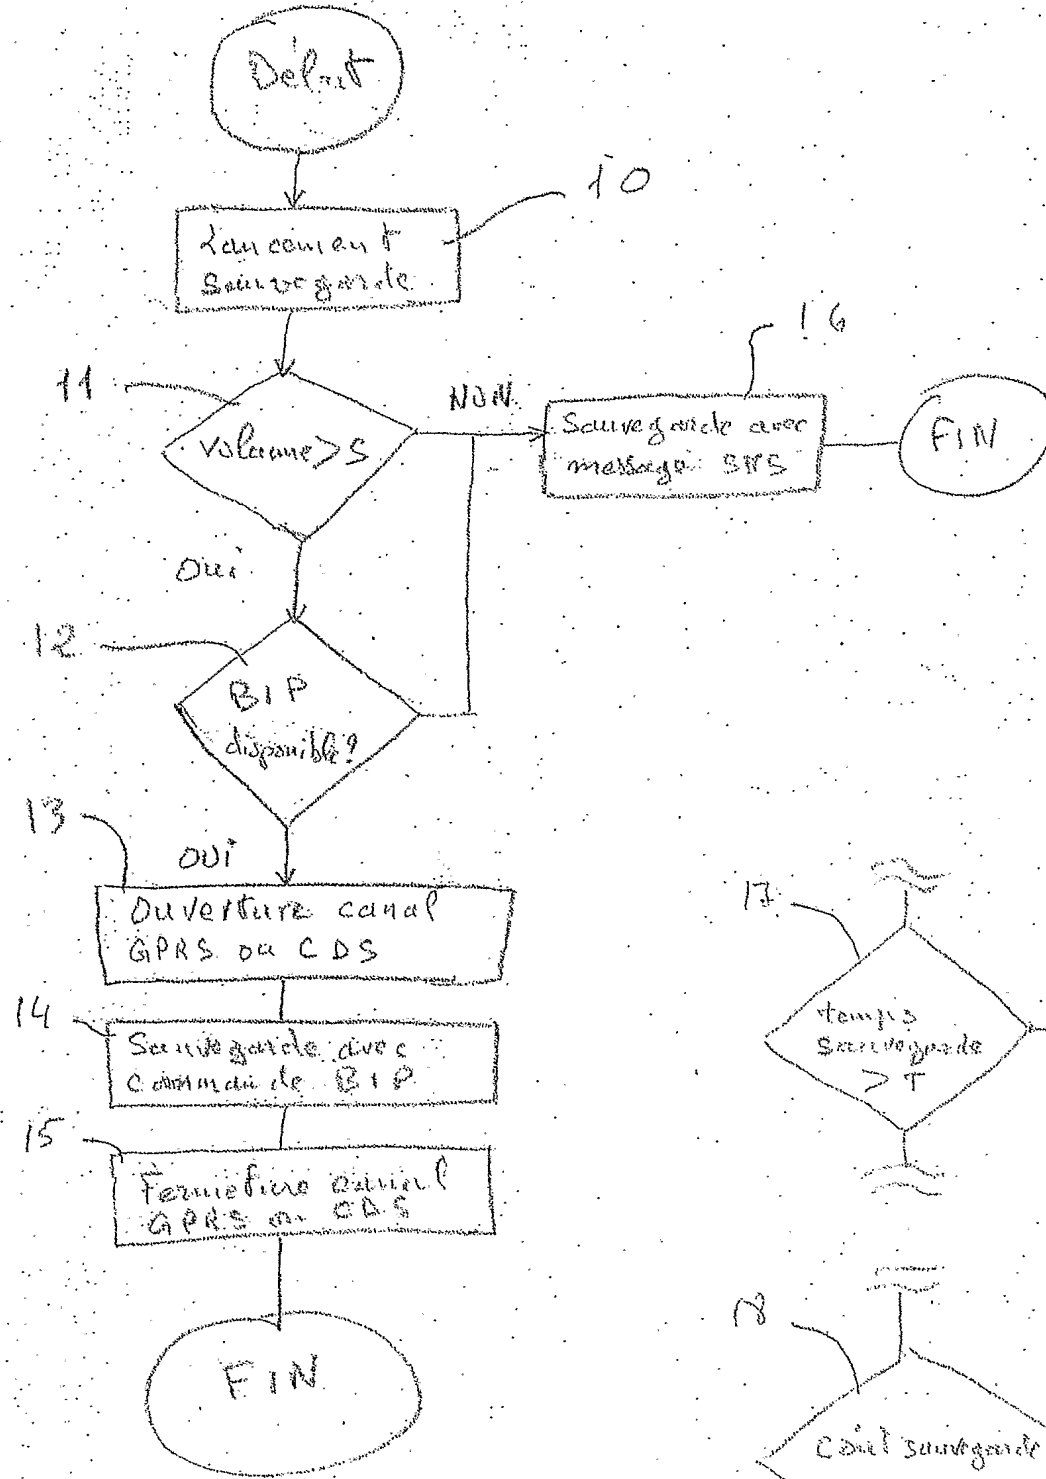 Début
10
Lancement
Sauvegarde
16
11
NON
Volume > S
Sauvegarde avec
message SMS
FIN
OUI
12
BIP
disponible?
13
OUI
Ouverture canal
GPRS ou CDS
17
14
temps
sauvegarde
> T
Sauvegarde avec
commande BIP
15
Fermeture canal
GPRS ou CDS
18
FIN
Coût sauvegarde